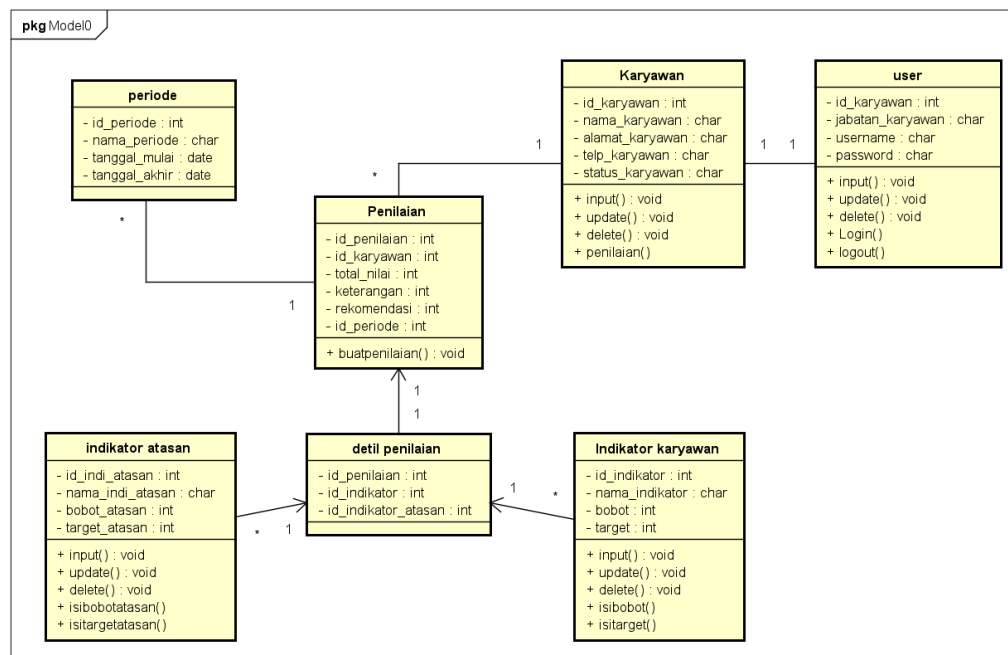 pkg Model0
periode
- id_periode : int
- nama_periode : char
- tanggal_mulai : date
- tanggal_akhir : date
*
1
Karyawan
- id_karyawan : int
- nama_karyawan : char
- alamat_karyawan : char
- telp_karyawan : char
- status_karyawan : char
+ input() : void
+ update() : void
+ delete() : void
+ penilaian()
1
*
1
1
user
- id_karyawan : int
- jabatan_karyawan : char
- username : char
- password : char
+ input() : void
+ update() : void
+ delete() : void
+ Login()
+ logout()
Penilaian
- id_penilaian : int
- id_karyawan : int
- total_nilai : int
- keterangan : int
- rekomendasi : int
- id_periode : int
+ buatpenilaian() : void
1
1
indikator atasan
- id_indi_atasan : int
- nama_indi_atasan : char
- bobot_atasan : int
- target_atasan : int
+ input() : void
+ update() : void
+ delete() : void
+ isibobotatasan()
+ isitargetatasan()
*
1
detil penilaian
- id_penilaian : int
- id_indikator : int
- id_indikator_atasan : int
1
*
Indikator karyawan
- id_indikator : int
- nama_indikator : char
- bobot : int
- target : int
+ input() : void
+ update() : void
+ delete() : void
+ isibobot()
+ isitarget()